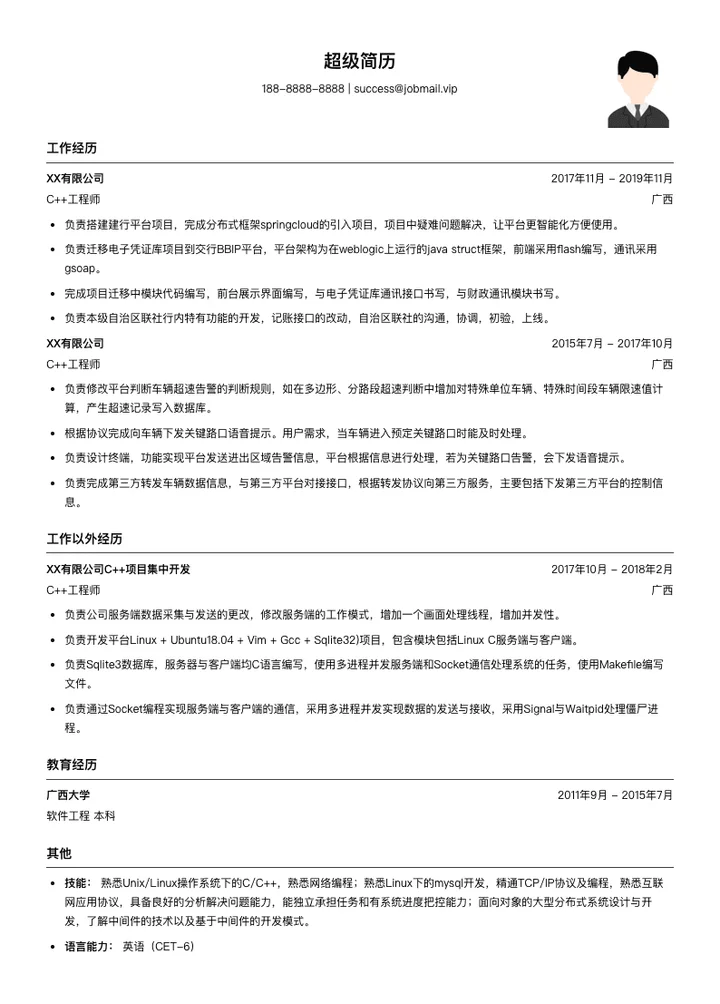 超级简历
188-8888-8888 | success@jobmail.vip
工作经历
XX有限公司 2017年11月 - 2019年11月
C++工程师 广西
• 负责搭建建行平台项目，完成分布式框架springcloud的引入项目，项目中疑难问题解决，让平台更智能化方便使用。
• 负责迁移电子凭证库项目到交行BBIP平台，平台架构为在weblogic上运行的java struct框架，前端采用flash编写，通讯采用
gsoap。
• 完成项目迁移中模块代码编写，前台展示界面编写，与电子凭证库通讯接口书写，与财政通讯模块书写。
• 负责本级自治区联社行内特有功能的开发，记账接口的改动，自治区联社的沟通，协调，初验，上线。
XX有限公司 2015年7月 - 2017年10月
C++工程师 广西
• 负责修改平台判断车辆超速告警的判断规则，如在多边形、分路段超速判断中增加对特殊单位车辆、特殊时间段车辆限速值计
算，产生超速记录写入数据库。
• 根据协议完成向车辆下发关键路口语音提示。用户需求，当车辆进入预定关键路口时能及时处理。
• 负责设计终端，功能实现平台发送进出区域告警信息，平台根据信息进行处理，若为关键路口告警，会下发语音提示。
• 负责完成第三方转发车辆数据信息，与第三方平台对接接口，根据转发协议向第三方服务，主要包括下发第三方平台的控制信
息。
工作以外经历
XX有限公司C++项目集中开发 2017年10月 - 2018年2月
C++工程师 广西
• 负责公司服务端数据采集与发送的更改，修改服务端的工作模式，增加一个画面处理线程，增加并发性。
• 负责开发平台Linux + Ubuntu18.04 + Vim + Gcc + Sqlite32)项目，包含模块包括Linux C服务端与客户端。
• 负责Sqlite3数据库，服务器与客户端均C语言编写，使用多进程并发服务端和Socket通信处理系统的任务，使用Makefile编写
文件。
• 负责通过Socket编程实现服务端与客户端的通信，采用多进程并发实现数据的发送与接收，采用Signal与Waitpid处理僵尸进
程。
教育经历
广西大学 2011年9月 - 2015年7月
软件工程 本科
其他
• 技能： 熟悉Unix/Linux操作系统下的C/C++，熟悉网络编程；熟悉Linux下的mysql开发，精通TCP/IP协议及编程，熟悉互联
网应用协议，具备良好的分析解决问题能力，能独立承担任务和有系统进度把控能力；面向对象的大型分布式系统设计与开
发，了解中间件的技术以及基于中间件的开发模式。
• 语言能力： 英语（CET-6）